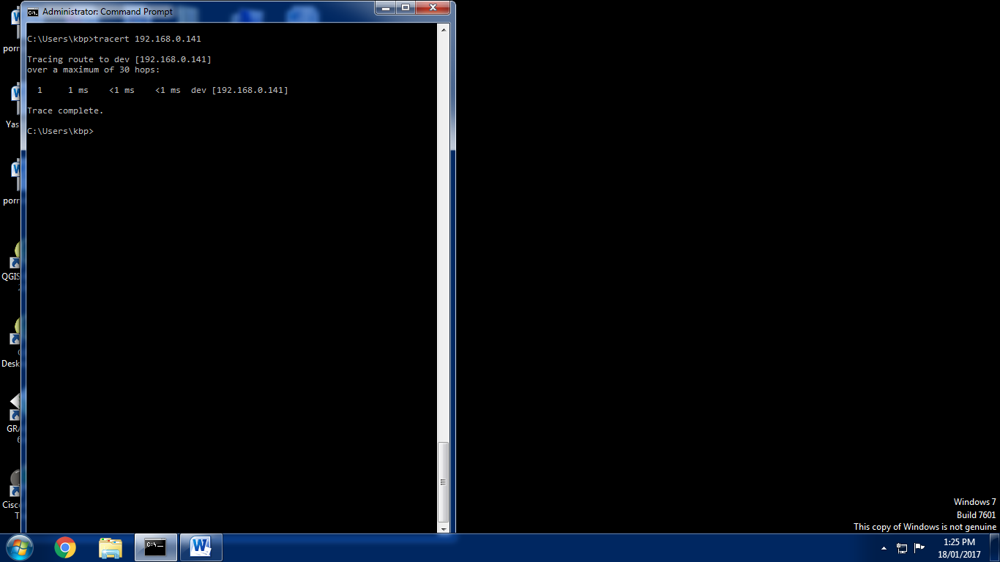 Administrator: Command Prompt
C:\Users\kbp>tracert 192.168.0.141
Tracing route to dev [192.168.0.141]
over a maximum of 30 hops:
1 1 ms <1 ms <1 ms dev [192.168.0.141]
Trace complete.
C:\Users\kbp>
Yas
QGIS
2
Desk
GRA
6
Cisco
T
Windows 7
Build 7601
This copy of Windows is not genuine
1:25 PM
18/01/2017